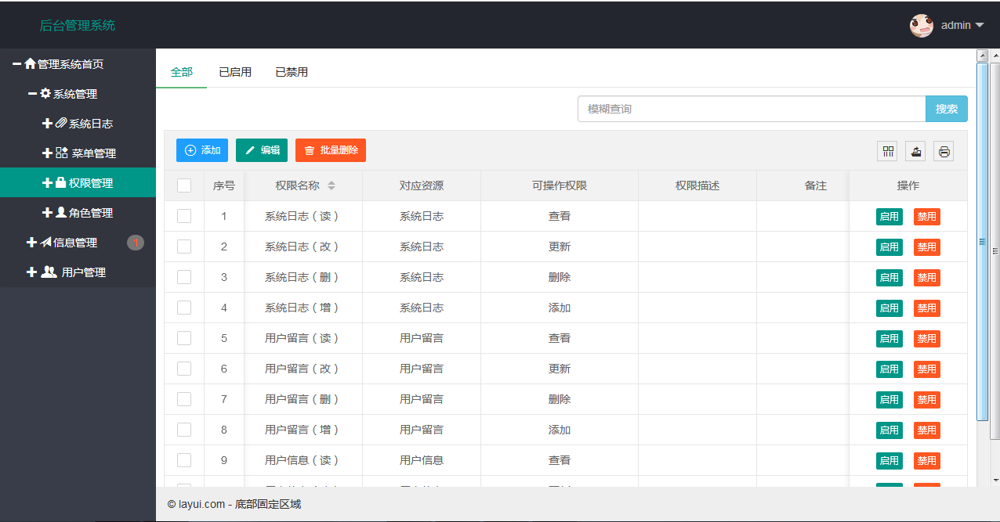 后台管理系统
admin
管理系统首页
系统管理
系统日志
菜单管理
权限管理
角色管理
信息管理 1
用户管理
全部 已启用 已禁用
模糊查询 搜索
添加 编辑 批量删除
序号 权限名称 对应资源 可操作权限 权限描述 备注 操作
1 系统日志（读） 系统日志 查看 启用 禁用
2 系统日志（改） 系统日志 更新 启用 禁用
3 系统日志（删） 系统日志 删除 启用 禁用
4 系统日志（增） 系统日志 添加 启用 禁用
5 用户留言（读） 用户留言 查看 启用 禁用
6 用户留言（改） 用户留言 更新 启用 禁用
7 用户留言（删） 用户留言 删除 启用 禁用
8 用户留言（增） 用户留言 添加 启用 禁用
9 用户信息（读） 用户信息 查看 启用 禁用
© layui.com - 底部固定区域